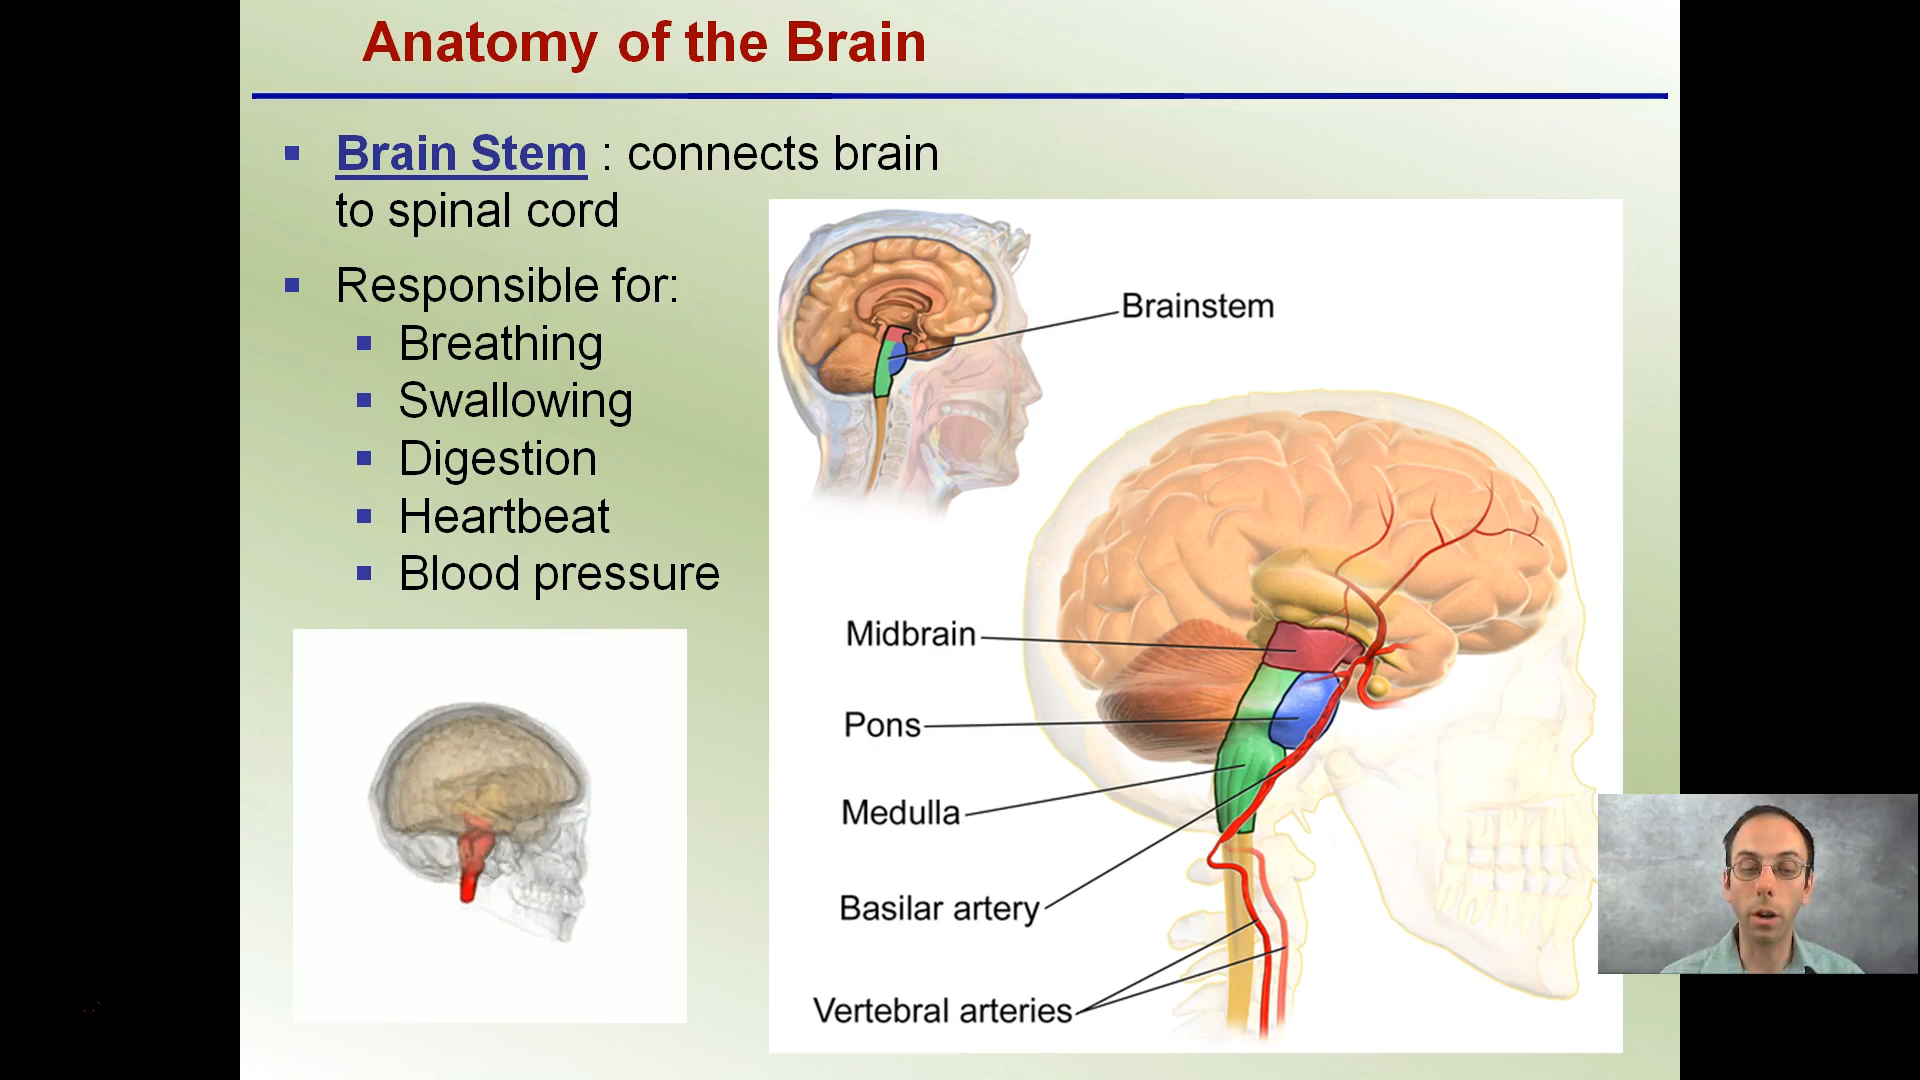 Anatomy of the Brain
Brain Stem : connects brain
to spinal cord
Responsible for:
Breathing
Swallowing
Digestion
Heartbeat
Blood pressure
Brainstem
Midbrain
Pons
Medulla
Basilar artery
Vertebral arteries